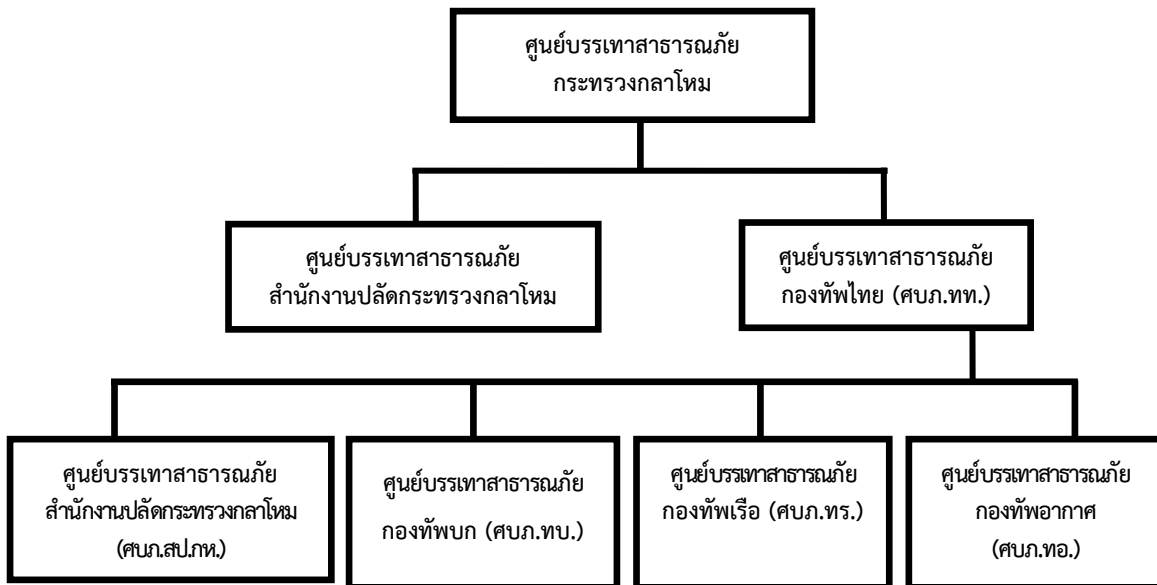 ศูนย์บรรเทาสาธารณภัย
กระทรวงกลาโหม
ศูนย์บรรเทาสาธารณภัย
สำนักงานปลัดกระทรวงกลาโหม
ศูนย์บรรเทาสาธารณภัย
กองทัพไทย (ศบภ.ทท.)
ศูนย์บรรเทาสาธารณภัย
สำนักงานปลัดกระทรวงกลาโหม
(ศบภ.สป.กห.)
ศูนย์บรรเทาสาธารณภัย
กองทัพบก (ศบภ.ทบ.)
ศูนย์บรรเทาสาธารณภัย
กองทัพเรือ (ศบภ.ทร.)
ศูนย์บรรเทาสาธารณภัย
กองทัพอากาศ
(ศบภ.ทอ.)